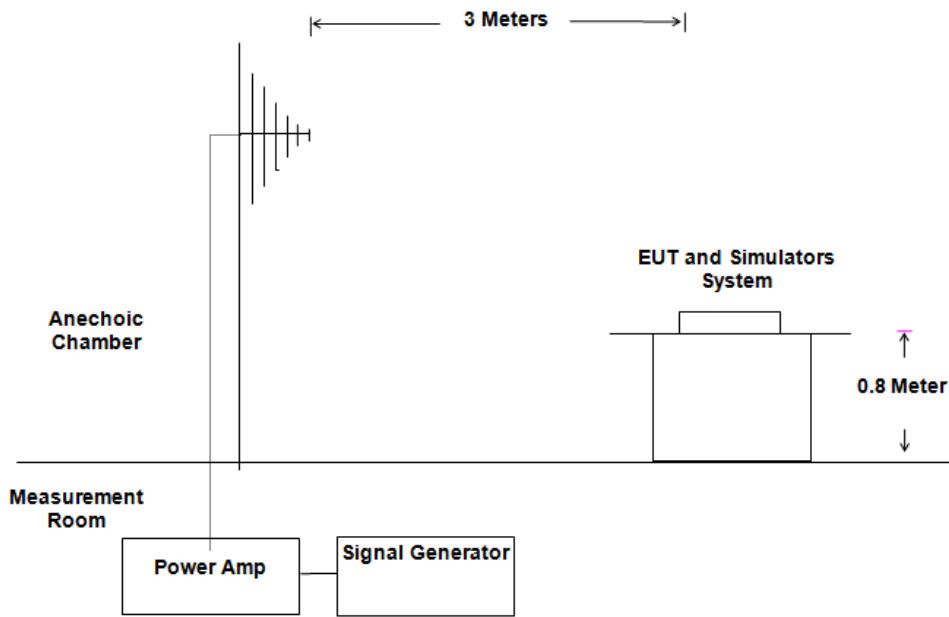 3 Meters
EUT and Simulators
System
Anechoic
Chamber
0.8 Meter
Measurement
Room
Power Amp
Signal Generator